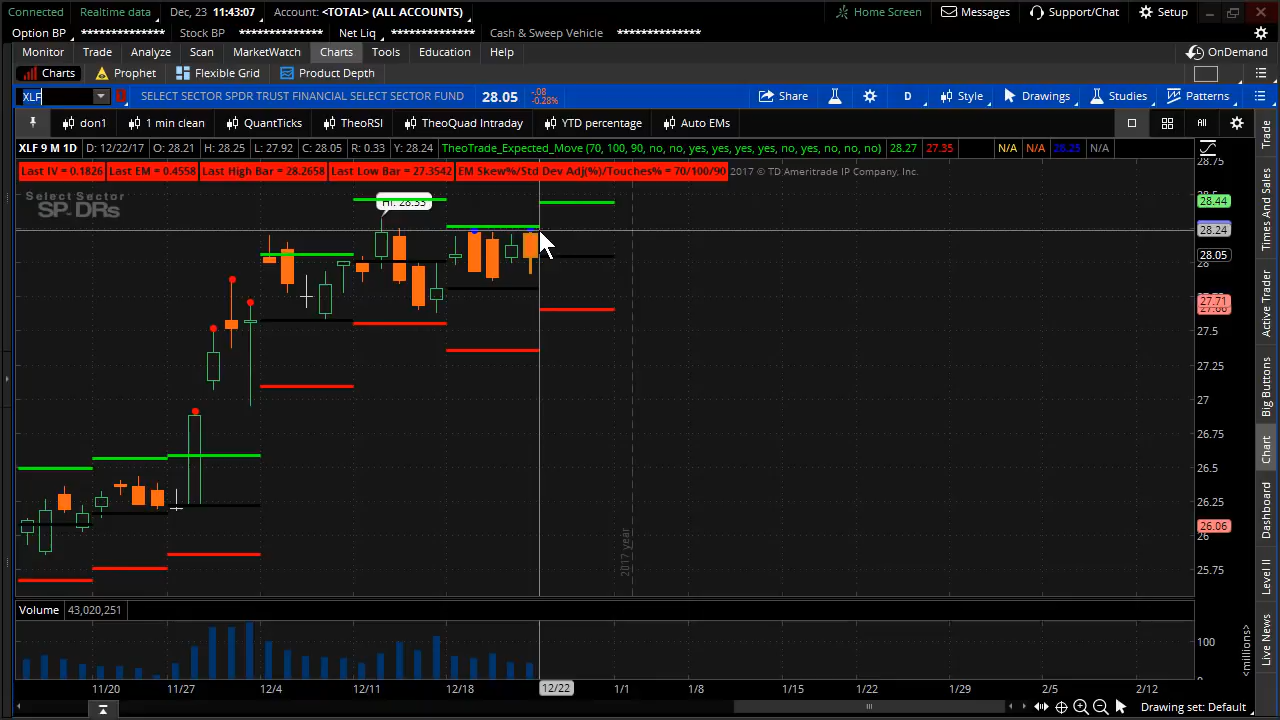 Connected Realtime data Dec, 23 11:43:07 Account: <TOTAL> (ALL ACCOUNTS) Home Screen Messages Support/Chat Setup
Option BP ************** Stock BP ************** Net Liq ************** Cash & Sweep Vehicle **************
Monitor Trade Analyze Scan MarketWatch Charts Tools Education Help OnDemand
Charts Prophet Flexible Grid Product Depth
XLF SELECT SECTOR SPDR TRUST FINANCIAL SELECT SECTOR FUND 28.05 -.08 Share D Style Drawings Studies Patterns
-0.28%
don1 1 min clean QuantTicks TheoRSI TheoQuad Intraday YTD percentage Auto EMs All
XLF 9 M 1D D: 12/22/17 O: 28.21 H: 28.25 L: 27.92 C: 28.05 R: 0.33 Y: 28.24 TheoTrade_Expected_Move (70, 100, 90, no, no, yes, yes, yes, yes, no, yes, no, no) 28.27 27.35 N/A N/A 28.25 N/A
Last IV = 0.1826 Last EM = 0.4558 Last High Bar = 28.2658 Last Low Bar = 27.3542 EM Skew%/Std Dev Adj(%)/Touches% = 70/100/90 2017 © TD Ameritrade IP Company, Inc.
Select Sector
SPDRs
Hi: 28.33
28.75
28.5
28.44
28.24
28.05
28
27.71
27.5
27.25
27
26.75
26.5
26.25
26.06
26
25.75
2017 year
Volume 43,020,251
100
0
<millions>
11/20 11/27 12/4 12/11 12/18 12/22 1/1 1/8 1/15 1/22 1/29 2/5 2/12
Drawing set: Default
Trade
Times And Sales
Active Trader
Big Buttons
Chart
Dashboard
Level II
Live News